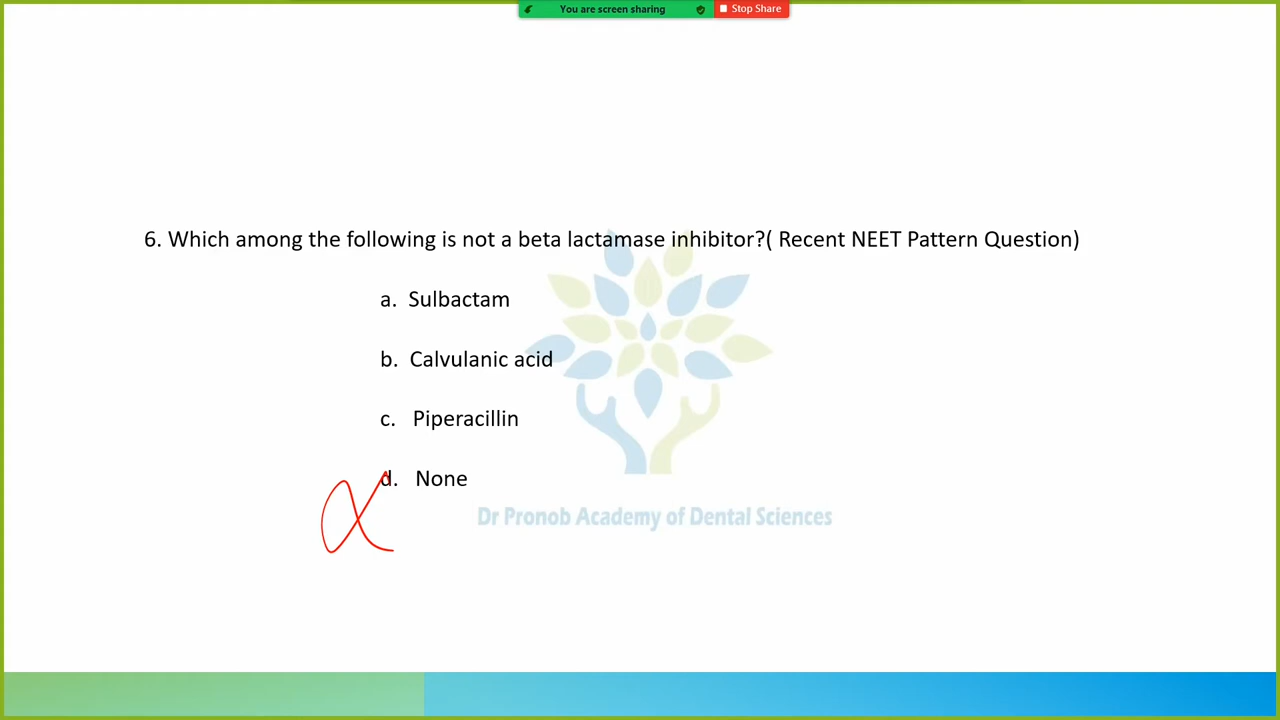 You are screen sharing Stop Share
6. Which among the following is not a beta lactamase inhibitor?( Recent NEET Pattern Question)
a. Sulbactam
b. Calvulanic acid
c. Piperacillin
d. None
α
Dr Pronob Academy of Dental Sciences